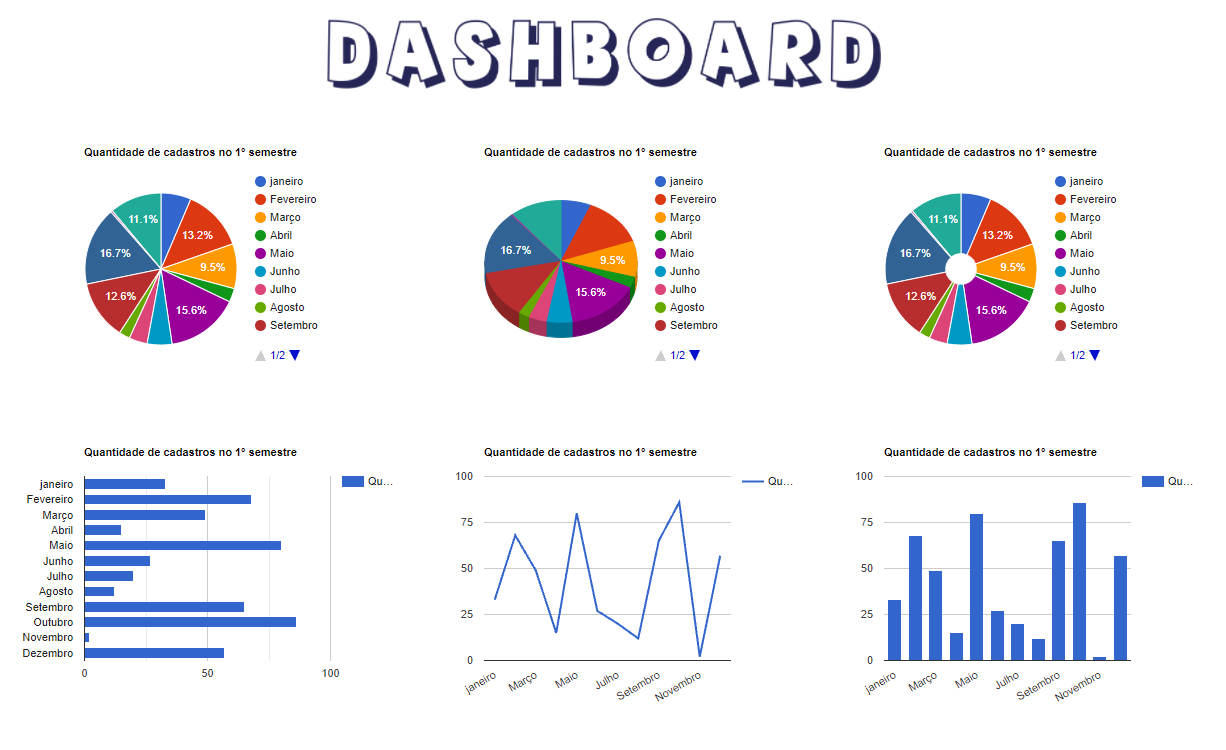 DASHBOARD
Quantidade de cadastros no 1° semestre
11.1%
13.2%
16.7%
9.5%
12.6%
15.6%
janeiro
Fevereiro
Março
Abril
Maio
Junho
Julho
Agosto
Setembro
1/2
Quantidade de cadastros no 1° semestre
16.7%
9.5%
15.6%
janeiro
Fevereiro
Março
Abril
Maio
Junho
Julho
Agosto
Setembro
1/2
Quantidade de cadastros no 1° semestre
11.1%
13.2%
16.7%
9.5%
12.6%
15.6%
janeiro
Fevereiro
Março
Abril
Maio
Junho
Julho
Agosto
Setembro
1/2
Quantidade de cadastros no 1° semestre
janeiro
Fevereiro
Março
Abril
Maio
Junho
Julho
Agosto
Setembro
Outubro
Novembro
Dezembro
0 50 100
Qu...
Quantidade de cadastros no 1° semestre
100
75
50
25
0
janeiro Março Maio Julho Setembro Novembro
Qu...
Quantidade de cadastros no 1° semestre
100
75
50
25
0
janeiro Março Maio Julho Setembro Novembro
Qu...